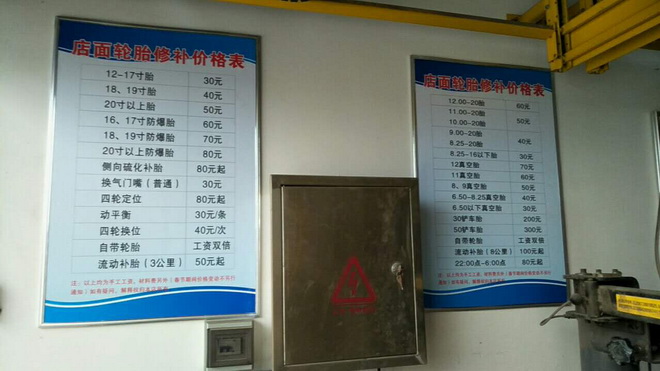 店面轮胎修补价格表
12-17寸胎 30元
18、19寸胎 40元
20寸以上胎 50元
16、17寸防爆胎 60元
18、19寸防爆胎 70元
20寸以上防爆胎 80元
侧向硫化补胎 80元起
换气门嘴（普通） 30元
四轮定位 80元起
动平衡 30元/条
四轮换位 40元/次
自带轮胎 工资双倍
流动补胎（3公里） 50元起
店面轮胎修补价格表
12.00-20胎 60元
11.00-20胎
10.00-20胎 50元
9.00-20胎
8.25-20胎 40元
8.25-16以下胎 30元
12真空胎 70元
11真空胎 60元
8、9真空胎 50元
6.50-8.25真空胎 40元
6.50以下真空胎 30元
30铲车胎 200元
50铲车胎 300元
自带轮胎 工资双倍
流动补胎（8公里） 100元起
22:00点-6:00点 80元起